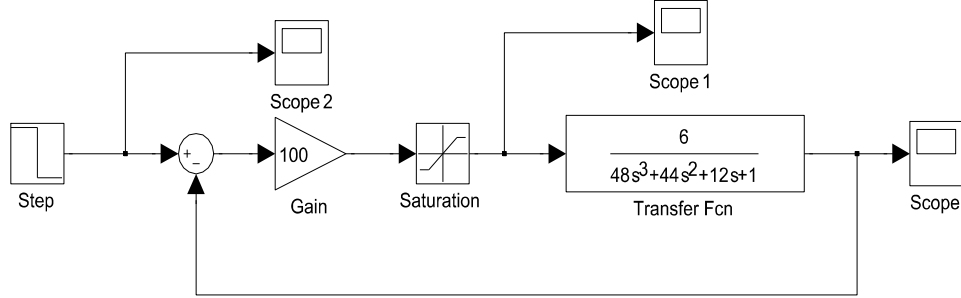 Scope 2
Scope 1
+
−
100
6
48s³+44s²+12s+1
Step
Gain
Saturation
Transfer Fcn
Scope